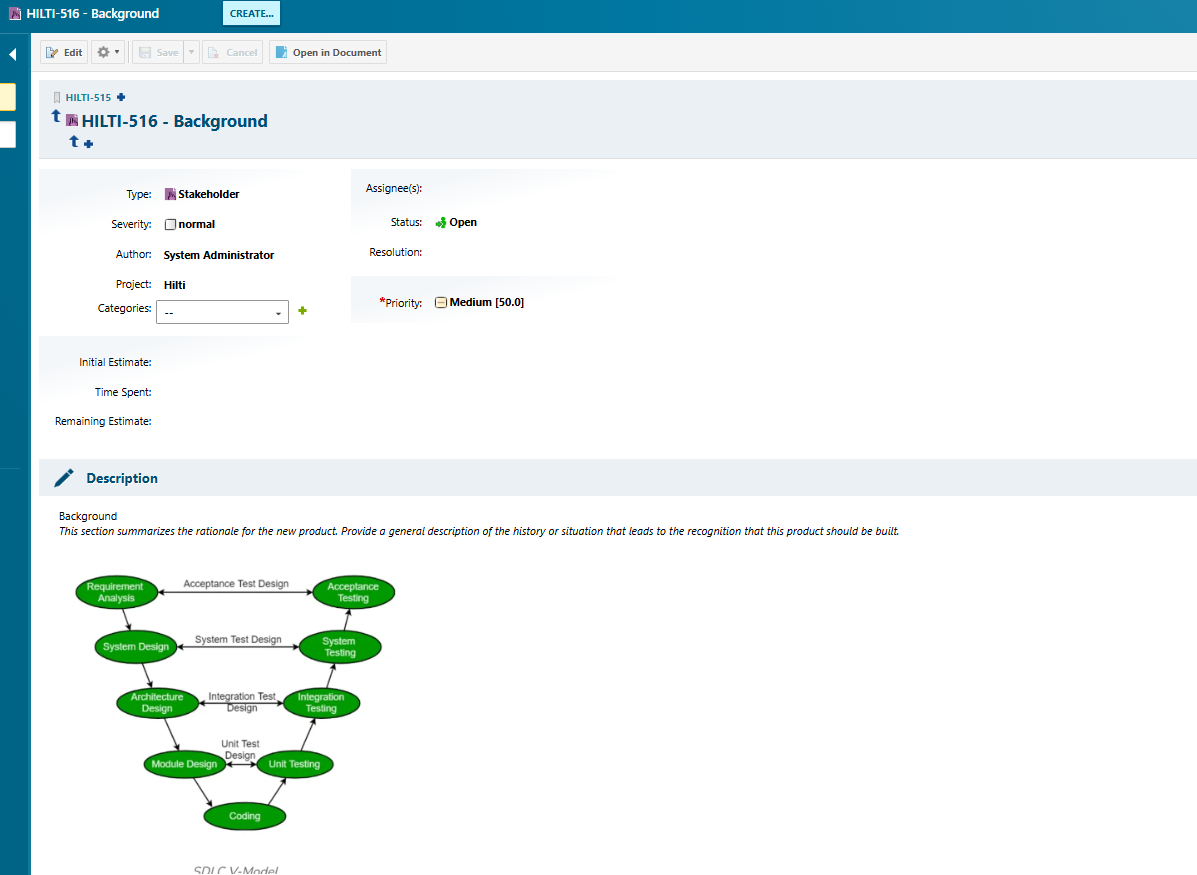 HILTI-516 - Background
CREATE...
Edit
Save
Cancel
Open in Document
HILTI-515
HILTI-516 - Background
Type: Stakeholder
Severity: normal
Author: System Administrator
Project: Hilti
Categories: --
Assignee(s):
Status: Open
Resolution:
*Priority: Medium [50.0]
Initial Estimate:
Time Spent:
Remaining Estimate:
Description
Background
This section summarizes the rationale for the new product. Provide a general description of the history or situation that leads to the recognition that this product should be built.
Requirement
Analysis
Acceptance Test Design
Acceptance
Testing
System Design
System Test Design
System
Testing
Architecture
Design
Integration Test
Design
Integration
Testing
Module Design
Unit Test
Design
Unit Testing
Coding
SDLC V-Model